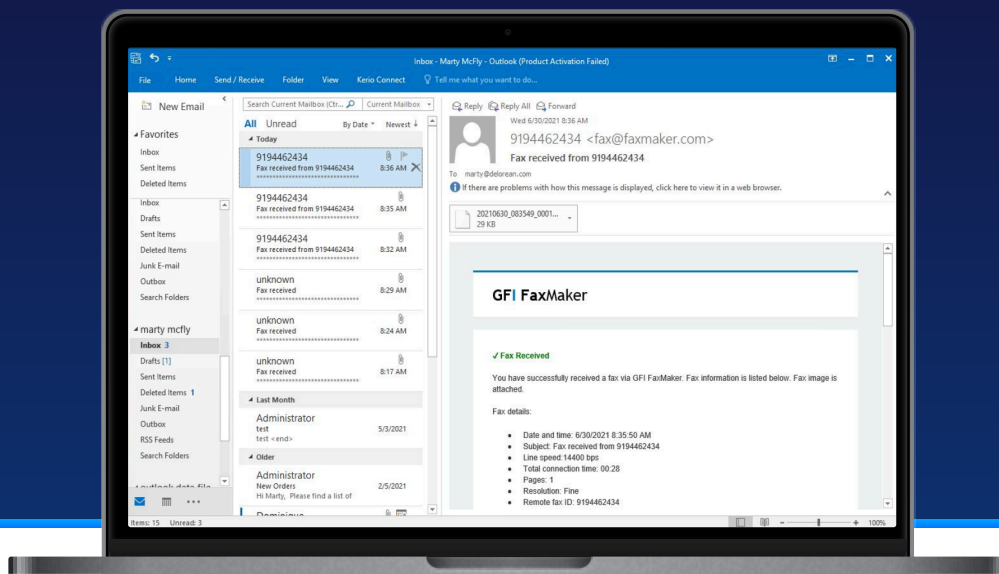 Inbox - Marty McFly - Outlook (Product Activation Failed)
File Home Send / Receive Folder View Kerio Connect Tell me what you want to do...
New Email
Favorites
Inbox
Sent Items
Deleted Items
Inbox
Drafts
Sent Items
Deleted Items
Junk E-mail
Outbox
Search Folders
marty mcfly
Inbox 3
Drafts [1]
Sent Items
Deleted Items 1
Junk E-mail
Outbox
RSS Feeds
Search Folders
outlook data file
Search Current Mailbox (Ctr... Current Mailbox
All Unread By Date Newest ↓
Today
9194462434
Fax received from 9194462434 8:36 AM
9194462434
Fax received from 9194462434 8:35 AM
9194462434
Fax received from 9194462434 8:32 AM
unknown
Fax received 8:29 AM
unknown
Fax received 8:24 AM
unknown
Fax received 8:17 AM
Last Month
Administrator
test 5/3/2021
test <end>
Older
Administrator
New Orders 2/5/2021
Hi Marty, Please find a list of
Dominique
Reply Reply All Forward
Wed 6/30/2021 8:36 AM
9194462434 <fax@faxmaker.com>
Fax received from 9194462434
To marty@delorean.com
If there are problems with how this message is displayed, click here to view it in a web browser.
20210630_083549_0001...
29 KB
GFI FaxMaker
✓ Fax Received
You have successfully received a fax via GFI FaxMaker. Fax information is listed below. Fax image is
attached.
Fax details:
• Date and time: 6/30/2021 8:35:50 AM
• Subject: Fax received from 9194462434
• Line speed:14400 bps
• Total connection time: 00:28
• Pages: 1
• Resolution: Fine
• Remote fax ID: 9194462434
Items: 15 Unread: 3
100%